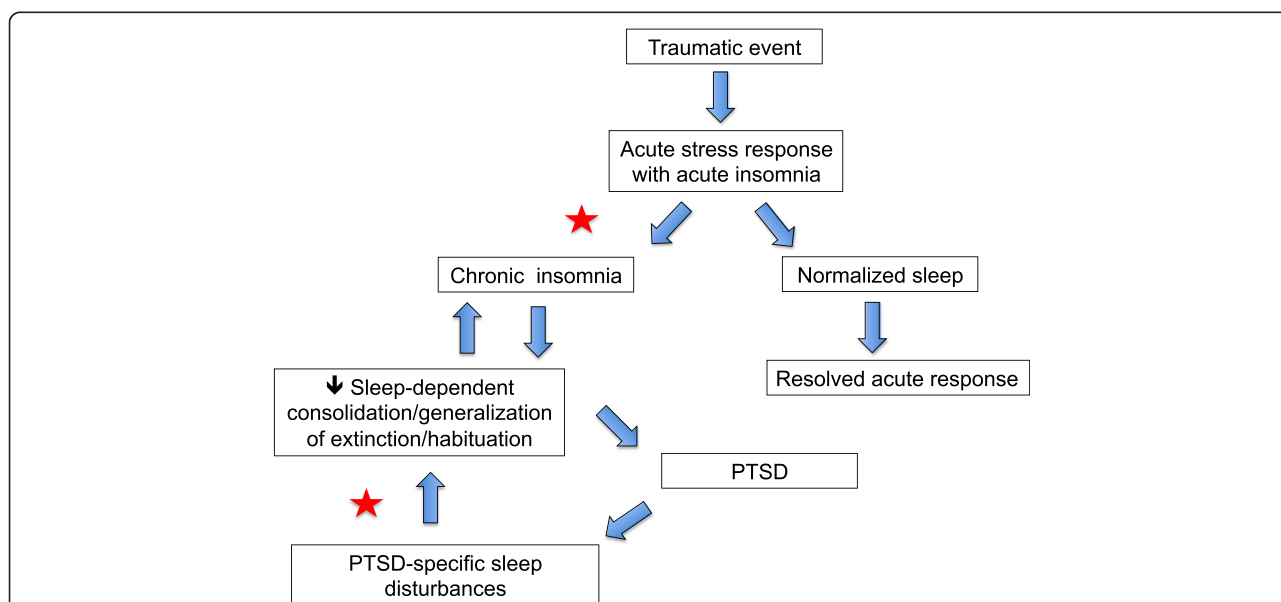 Traumatic event
Acute stress response
with acute insomnia
Chronic insomnia
Normalized sleep
Resolved acute response
🡻 Sleep-dependent
consolidation/generalization
of extinction/habituation
PTSD
PTSD-specific sleep
disturbances